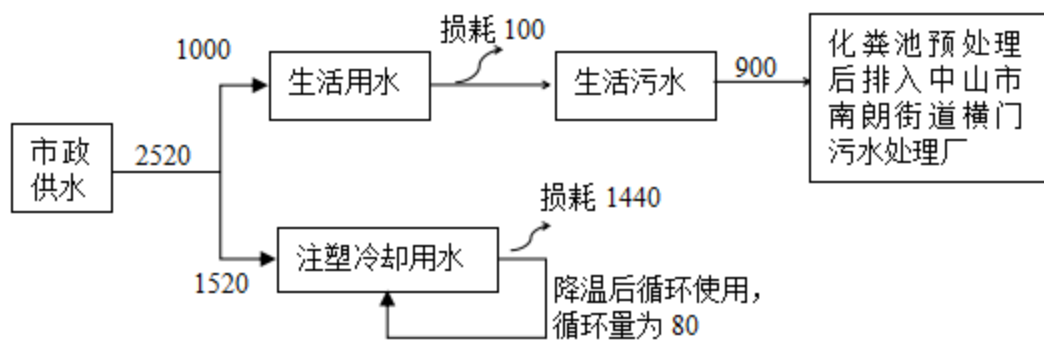 损耗 100
1000
生活用水
生活污水
900
化粪池预处理
后排入中山市
南朗街道横门
污水处理厂
市政
供水
2520
损耗 1440
1520
注塑冷却用水
降温后循环使用，
循环量为 80